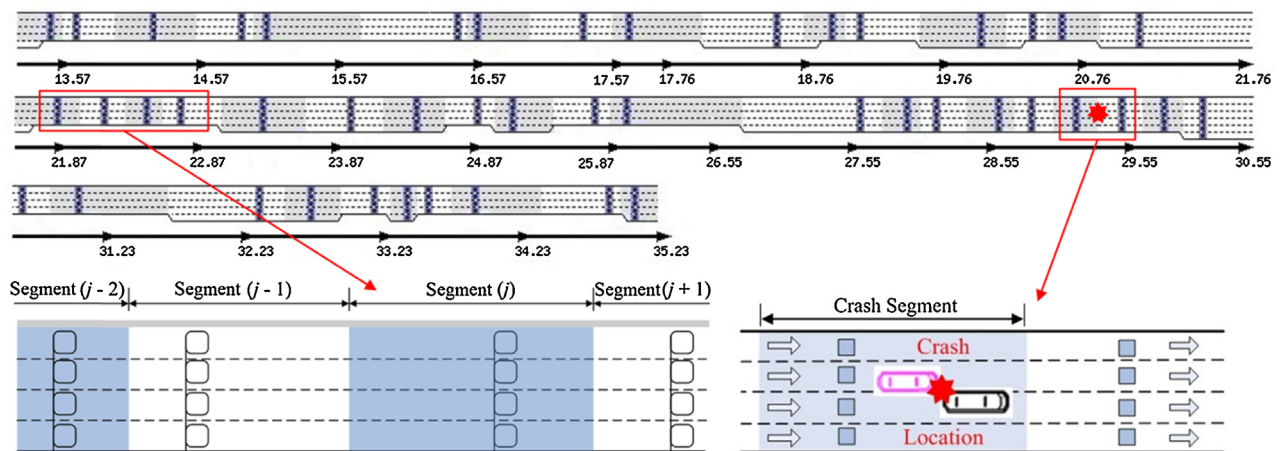 13.57 14.57 15.57 16.57 17.57 17.76 18.76 19.76 20.76 21.76
21.87 22.87 23.87 24.87 25.87 26.55 27.55 28.55 29.55 30.55
31.23 32.23 33.23 34.23 35.23
Segment (j - 2) Segment (j - 1) Segment (j) Segment(j + 1)
Crash Segment
Crash
Location